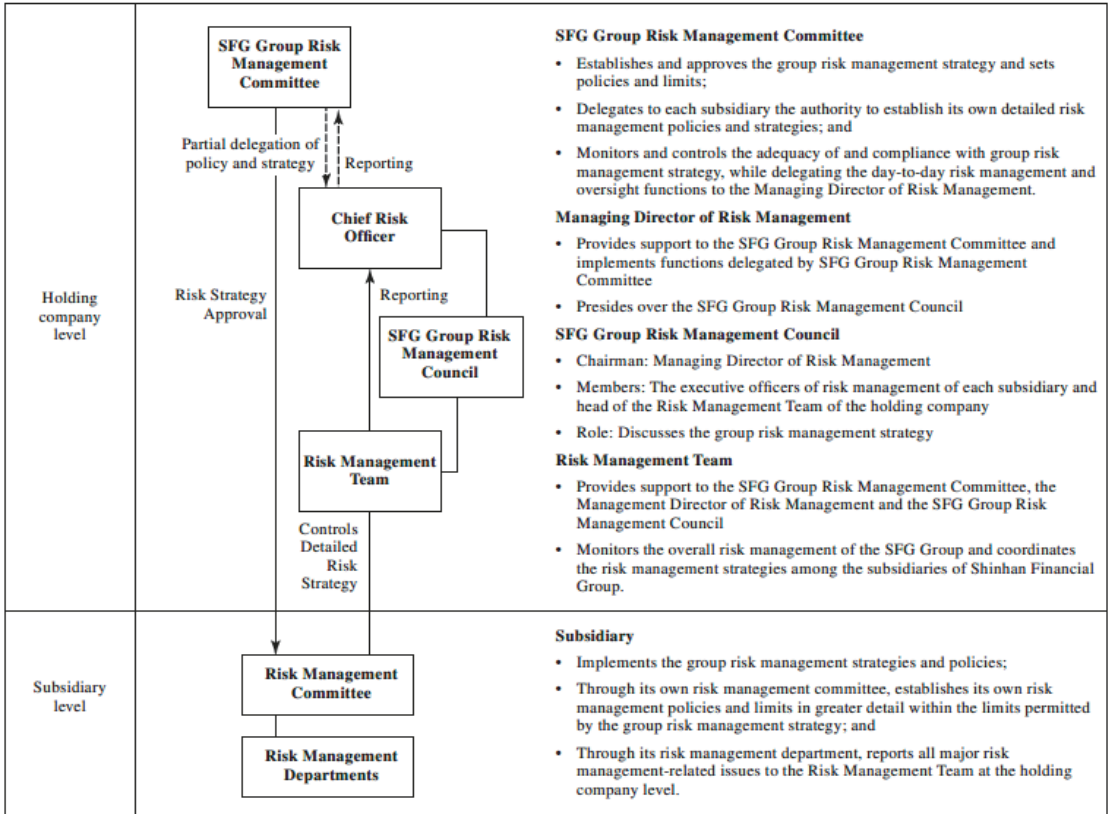 Holding
company
level
SFG Group Risk
Management
Committee
Partial delegation of
policy and strategy
Reporting
Chief Risk
Officer
Risk Strategy
Approval
Reporting
SFG Group Risk
Management
Council
Risk Management
Team
Controls
Detailed
Risk
Strategy
SFG Group Risk Management Committee
• Establishes and approves the group risk management strategy and sets
policies and limits;
• Delegates to each subsidiary the authority to establish its own detailed risk
management policies and strategies; and
• Monitors and controls the adequacy of and compliance with group risk
management strategy, while delegating the day-to-day risk management and
oversight functions to the Managing Director of Risk Management.
Managing Director of Risk Management
• Provides support to the SFG Group Risk Management Committee and
implements functions delegated by SFG Group Risk Management
Committee
• Presides over the SFG Group Risk Management Council
SFG Group Risk Management Council
• Chairman: Managing Director of Risk Management
• Members: The executive officers of risk management of each subsidiary and
head of the Risk Management Team of the holding company
• Role: Discusses the group risk management strategy
Risk Management Team
• Provides support to the SFG Group Risk Management Committee, the
Management Director of Risk Management and the SFG Group Risk
Management Council
• Monitors the overall risk management of the SFG Group and coordinates
the risk management strategies among the subsidiaries of Shinhan Financial
Group.
Subsidiary
level
Risk Management
Committee
Risk Management
Departments
Subsidiary
• Implements the group risk management strategies and policies;
• Through its own risk management committee, establishes its own risk
management policies and limits in greater detail within the limits permitted
by the group risk management strategy; and
• Through its risk management department, reports all major risk
management-related issues to the Risk Management Team at the holding
company level.